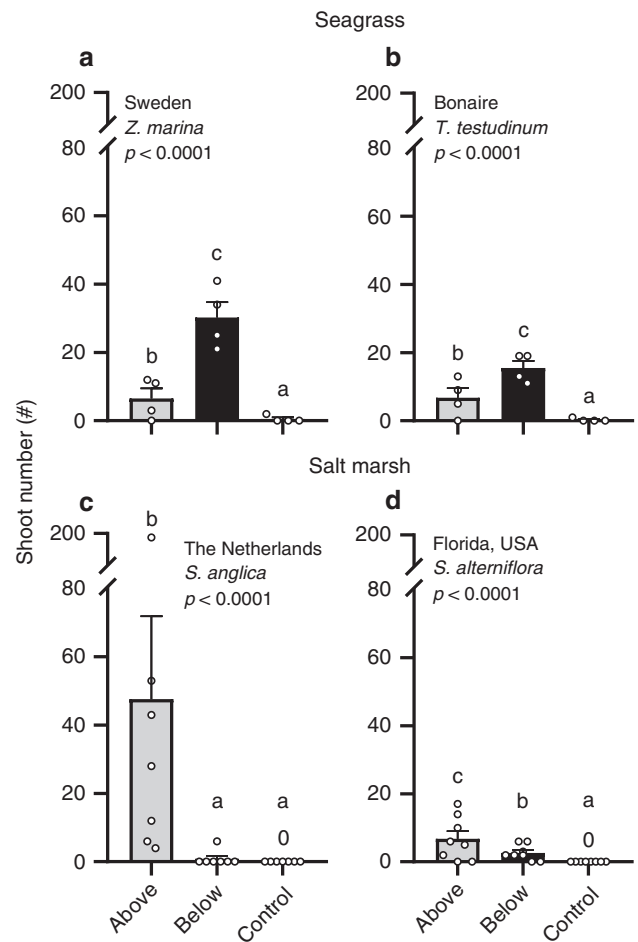 Seagrass
a
b
200
Sweden
Z. marina
p < 0.0001
80
60
40
20
0
b
c
a
200
Bonaire
T. testudinum
p < 0.0001
80
60
40
20
0
b
c
a
Shoot number (#)
Salt marsh
c
d
200
The Netherlands
S. anglica
p < 0.0001
80
60
40
20
0
b
a
a
0
Above
Below
Control
200
Florida, USA
S. alterniflora
p < 0.0001
80
60
40
20
0
c
b
a
0
Above
Below
Control